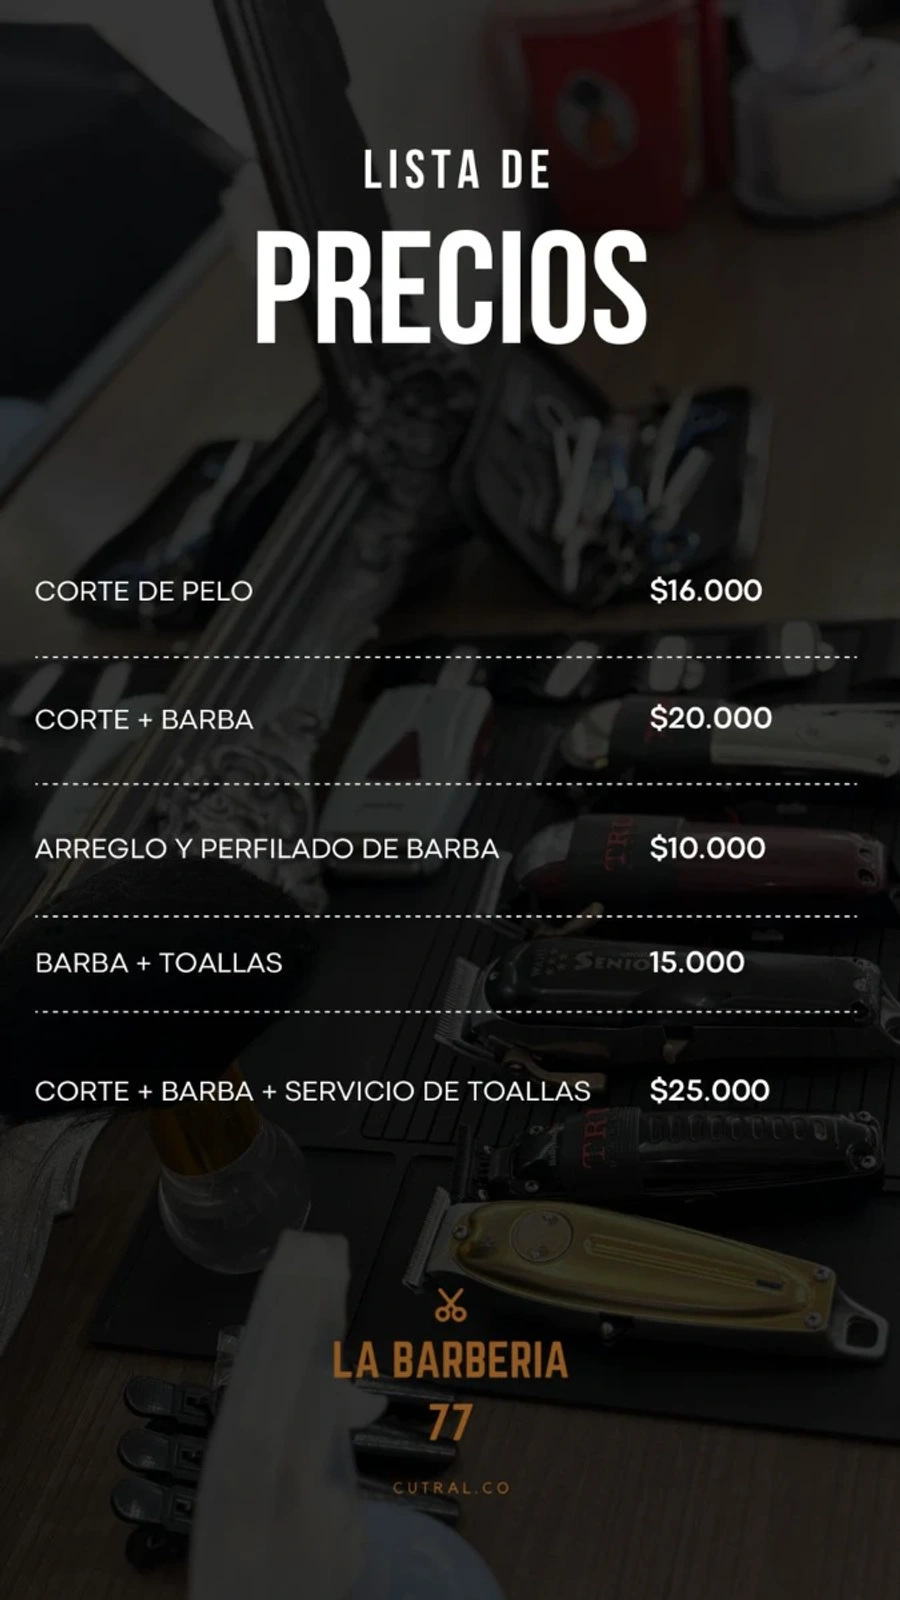 LISTA DE
PRECIOS
CORTE DE PELO $16.000
CORTE + BARBA $20.000
ARREGLO Y PERFILADO DE BARBA $10.000
BARBA + TOALLAS 15.000
SENIOR
CORTE + BARBA + SERVICIO DE TOALLAS $25.000
LA BARBERIA
77
CUTRAL.CO